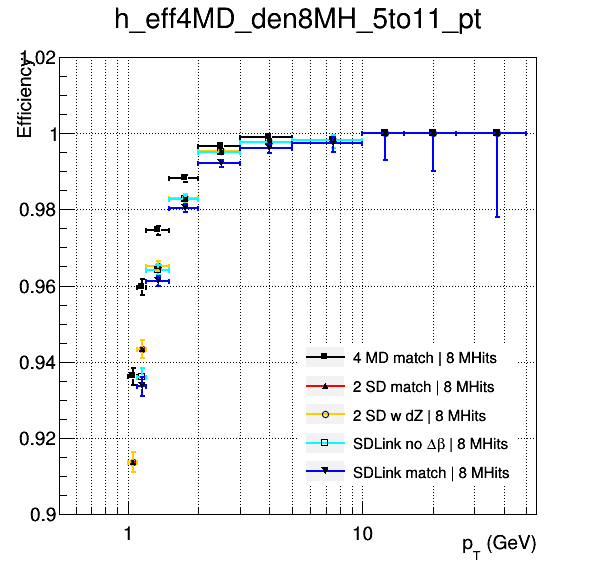 h_eff4MD_den8MH_5to11_pt
Efficiency
1.02
1
0.98
0.96
0.94
0.92
0.9
4 MD match | 8 MHits
2 SD match | 8 MHits
2 SD w dZ | 8 MHits
SDLink no Δβ | 8 MHits
SDLink match | 8 MHits
1
10
p_T (GeV)